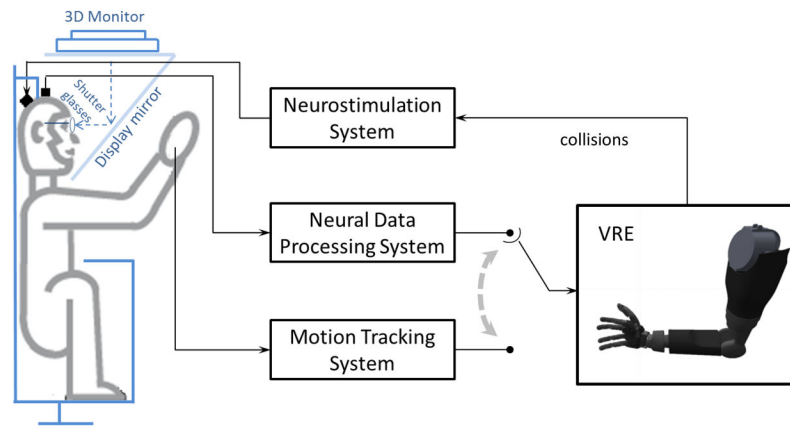 3D Monitor
Shutter
glasses
Display mirror
Neurostimulation
System
collisions
Neural Data
Processing System
VRE
Motion Tracking
System